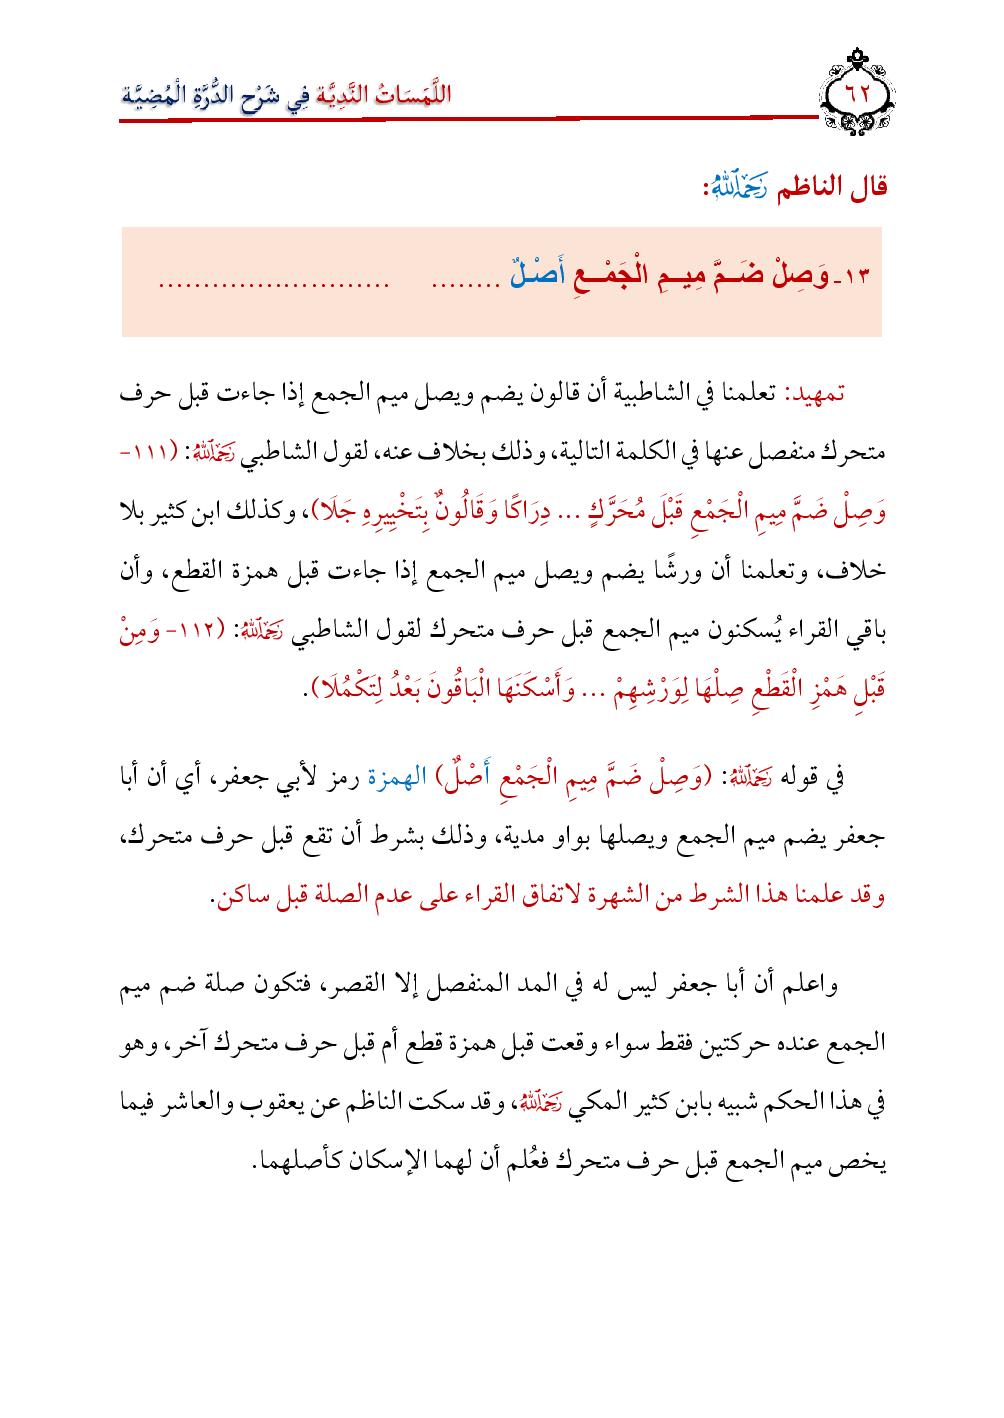 اللَّمَسَاتُ النَّدِيَّة فِي شَرْح الدُّرَّةِ الْمُضِيَّة
٦٢
قال الناظم رَحِمَهُ ٱللَّهُ:
١٣- وَصِلْ ضَمَّ مِيمِ الْجَمْعِ أَصْلٌ ........ ..........................
تمهيد: تعلمنا في الشاطبية أن قالون يضم ويصل ميم الجمع إذا جاءت قبل حرف
متحرك منفصل عنها في الكلمة التالية، وذلك بخلاف عنه، لقول الشاطبي رَحِمَهُ ٱللَّهُ: (١١١-
وَصِلْ ضَمَّ مِيمِ الْجَمْعِ قَبْلَ مُحَرَّكٍ ... دِرَاكًا وَقَالُونٌ بِتَخْيِيرِهِ جَلَا)، وكذلك ابن كثير بلا
خلاف، وتعلمنا أن ورشًا يضم ويصل ميم الجمع إذا جاءت قبل همزة القطع، وأن
باقي القراء يُسكنون ميم الجمع قبل حرف متحرك لقول الشاطبي رَحِمَهُ ٱللَّهُ: (١١٢- وَمِنْ
قَبْلِ هَمْزِ الْقَطْعِ صِلْهَا لِوَرْشِهِمْ ... وَأَسْكَنَهَا الْبَاقُونَ بَعْدُ لِتَكْمُلَا).
في قوله رَحِمَهُ ٱللَّهُ: (وَصِلْ ضَمَّ مِيمِ الْجَمْعِ أَصْلٌ) الهمزة رمز لأبي جعفر، أي أن أبا
جعفر يضم ميم الجمع ويصلها بواو مدية، وذلك بشرط أن تقع قبل حرف متحرك،
وقد علمنا هذا الشرط من الشهرة لاتفاق القراء على عدم الصلة قبل ساكن.
واعلم أن أبا جعفر ليس له في المد المنفصل إلا القصر، فتكون صلة ضم ميم
الجمع عنده حركتين فقط سواء وقعت قبل همزة قطع أم قبل حرف متحرك آخر، وهو
في هذا الحكم شبيه بابن كثير المكي رَحِمَهُ ٱللَّهُ، وقد سكت الناظم عن يعقوب والعاشر فيما
يخص ميم الجمع قبل حرف متحرك فعُلم أن لهما الإسكان كأصلهما.